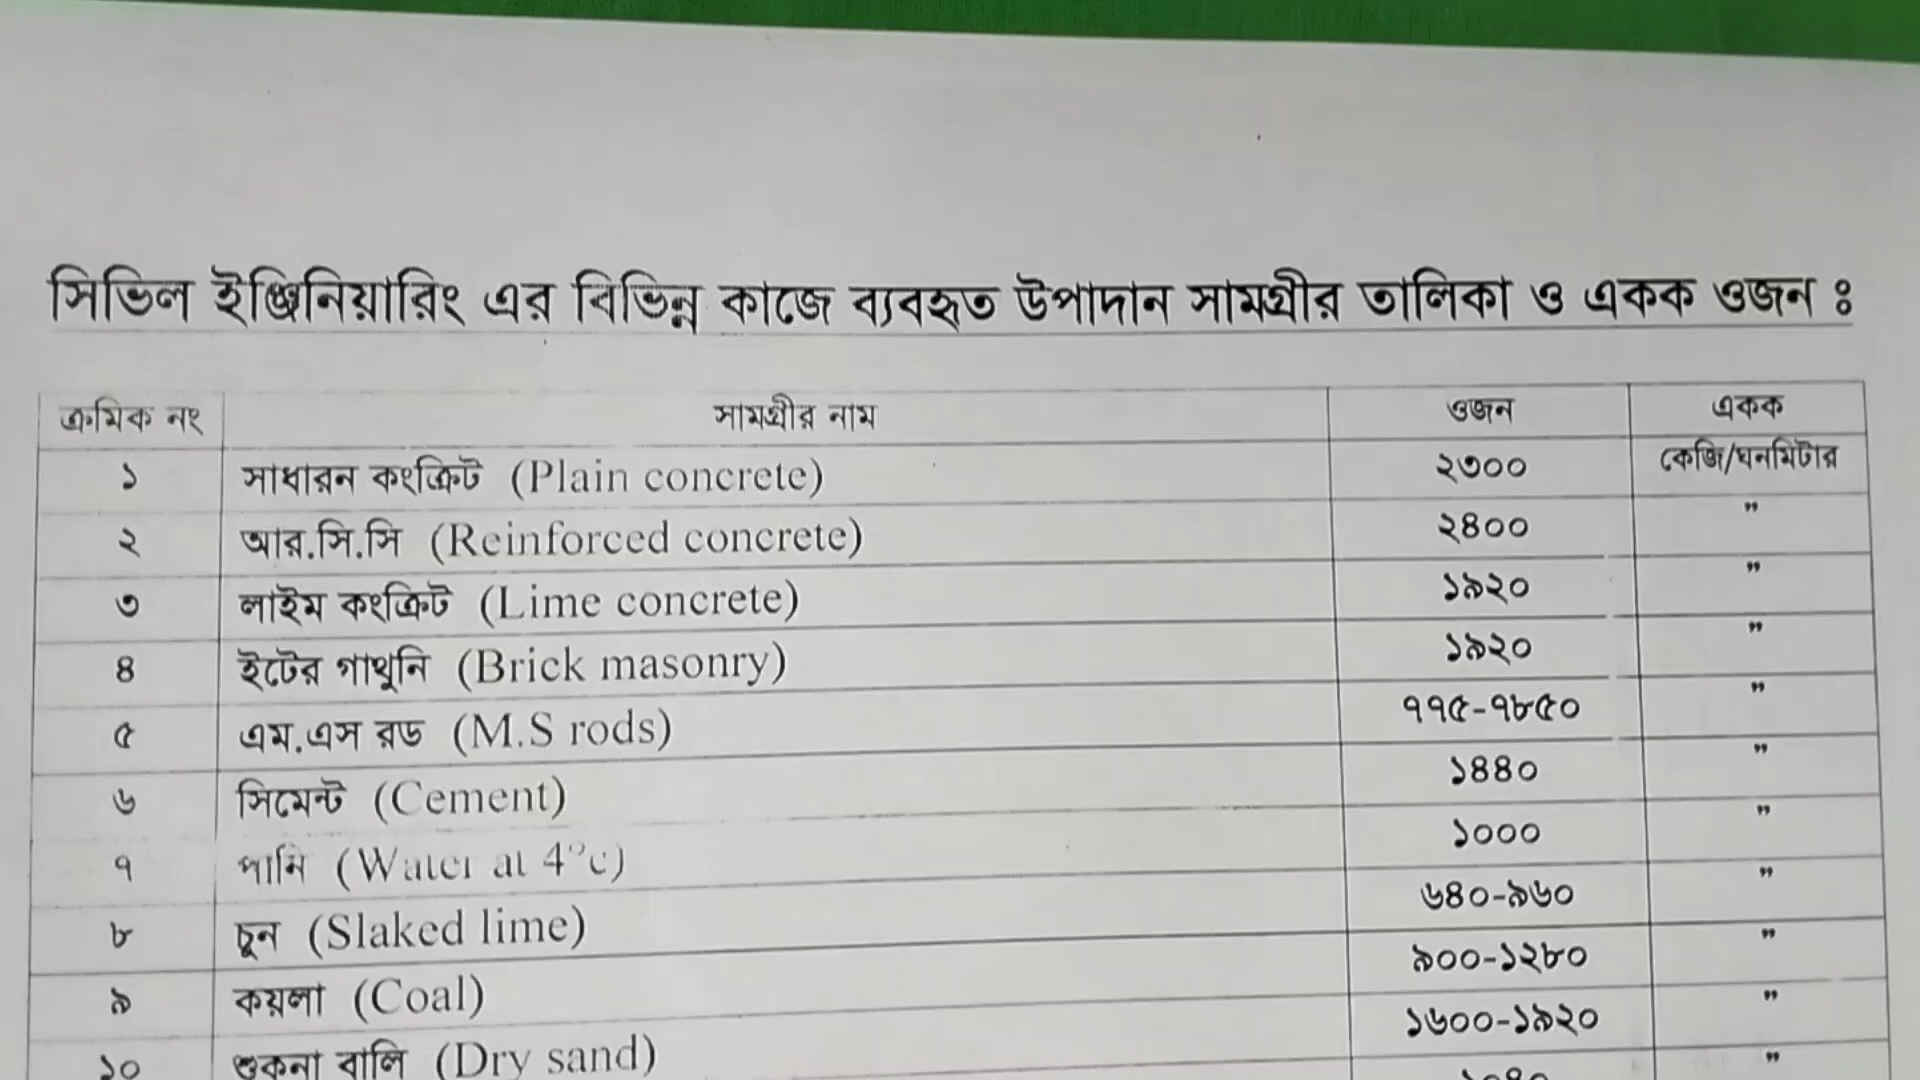 সিভিল ইঞ্জিনিয়ারিং এর বিভিন্ন কাজে ব্যবহৃত উপাদান সামগ্রীর তালিকা ও একক ওজন ঃ
ক্রমিক নং সামগ্রীর নাম ওজন একক
১ সাধারন কংক্রিট (Plain concrete) ২৩০০ কেজি/ঘনমিটার
২ আর.সি.সি (Reinforced concrete) ২৪০০ "
৩ লাইম কংক্রিট (Lime concrete) ১৯২০ "
৪ ইটের গাথুনি (Brick masonry) ১৯২০ "
৫ এম.এস রড (M.S rods) ৭৭৫-৭৮৫০ "
৬ সিমেন্ট (Cement) ১৪৪০ "
৭ পানি (Water at 4°c) ১০০০ "
৮ চুন (Slaked lime) ৬৪০-৯৬০ "
৯ কয়লা (Coal) ৯০০-১২৮০ "
১০ শুকনা বালি (Dry sand) ১৬০০-১৯২০ "
"